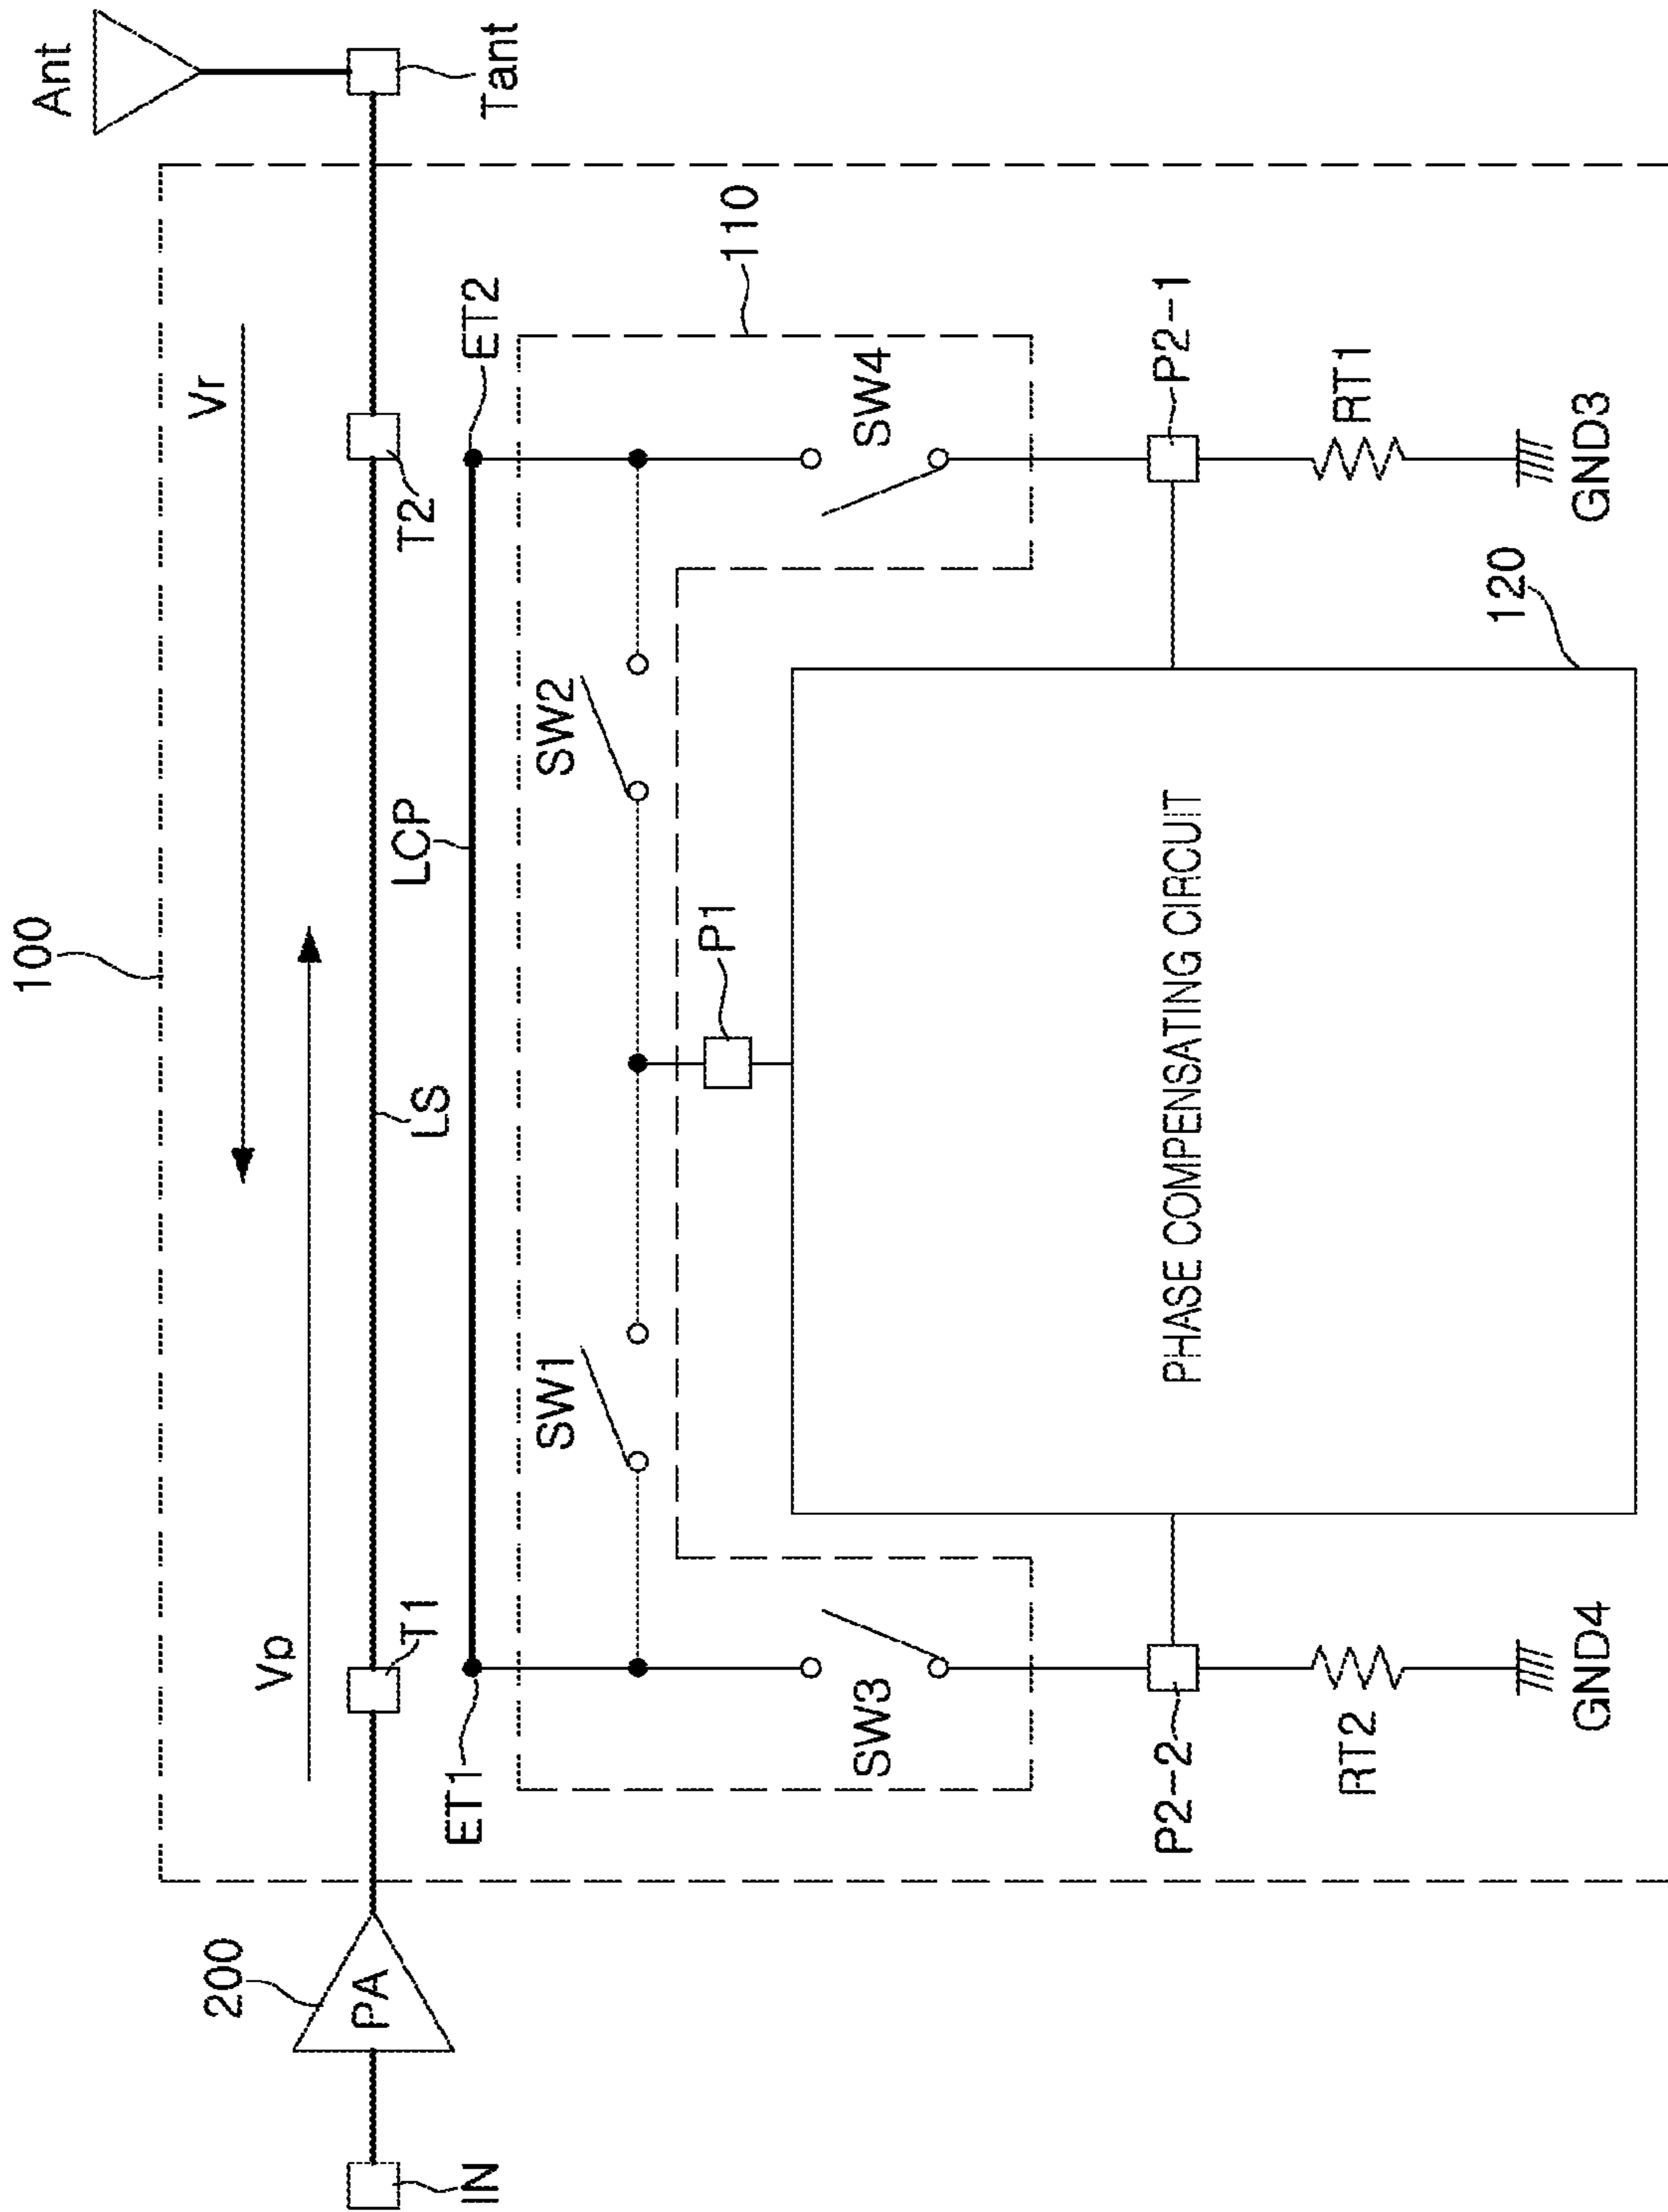 100
Ant
Tant
Vr
Vp
200
PA
IN
T1
T2
LS
LCP
ET1
ET2
110
SW1
SW2
SW3
SW4
P1
P2-2
P2-1
PHASE COMPENSATING CIRCUIT
120
RT2
RT1
GND4
GND3